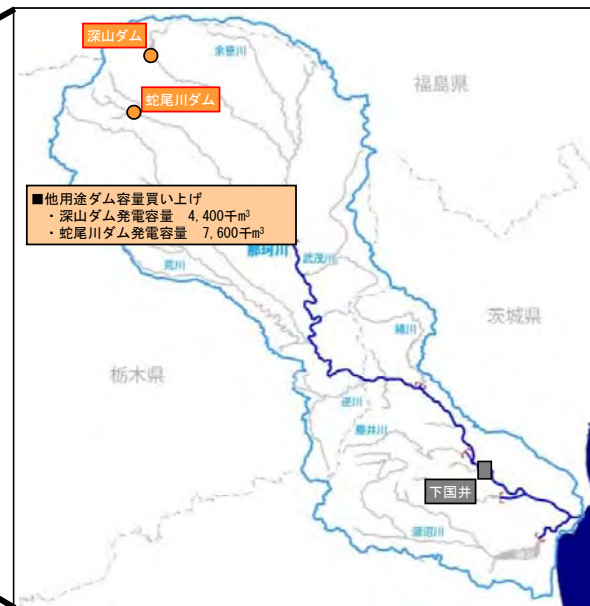 深山ダム
余笹川
福島県
蛇尾川ダム
■他用途ダム容量買い上げ
・深山ダム発電容量 4,400千m³
・蛇尾川ダム発電容量 7,600千m³
那珂川
武茂川
荒川
緒川
茨城県
栃木県
逆川
藤井川
下国井
涸沼川